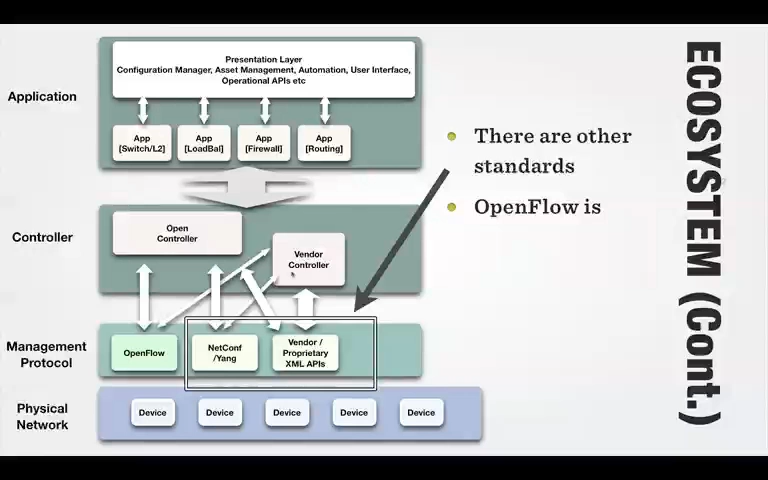 Presentation Layer
Configuration Manager, Asset Management, Automation, User Interface,
Operational APIs etc
Application
App
[Switch/L2]
App
[LoadBal]
App
[Firewall]
App
[Routing]
Controller
Open
Controller
Vendor
Controller
Management
Protocol
OpenFlow
NetConf
/Yang
Vendor /
Proprietary
XML APIs
Physical
Network
Device
Device
Device
Device
Device
There are other
standards
OpenFlow is
ECOSYSTEM (Cont.)